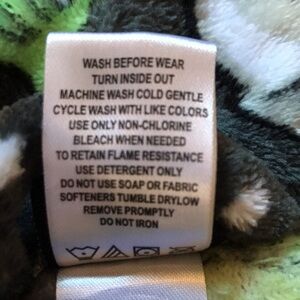 WASH BEFORE WEAR
TURN INSIDE OUT
MACHINE WASH COLD GENTLE
CYCLE WASH WITH LIKE COLORS
USE ONLY NON-CHLORINE
BLEACH WHEN NEEDED
TO RETAIN FLAME RESISTANCE
USE DETERGENT ONLY
DO NOT USE SOAP OR FABRIC
SOFTENERS TUMBLE DRYLOW
REMOVE PROMPTLY
DO NOT IRON